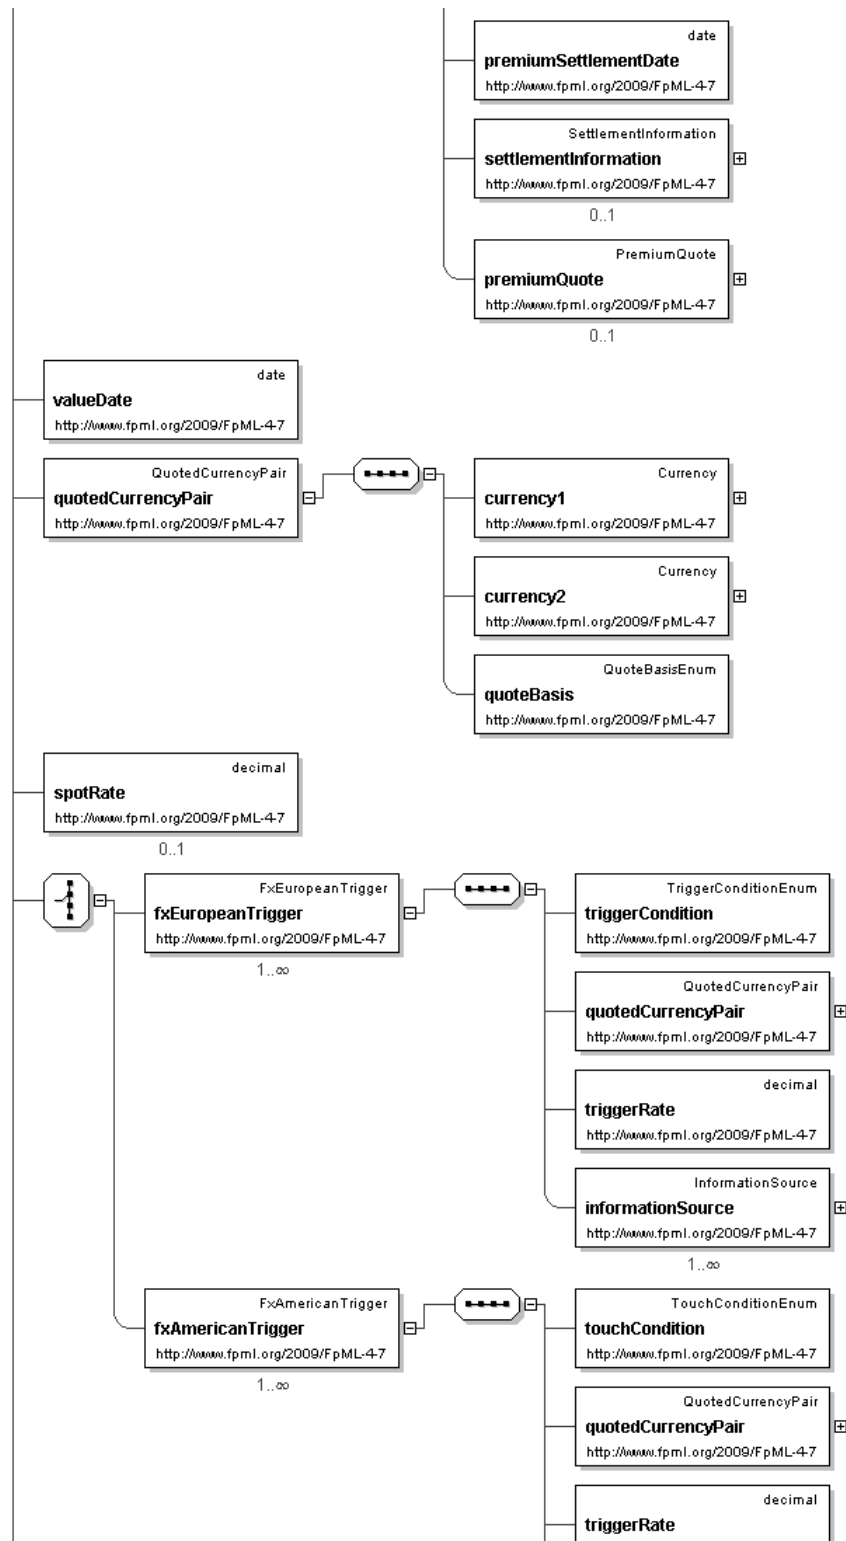 date
premiumSettlementDate
http://www.fpml.org/2009/FpML-4-7
SettlementInformation
settlementInformation
http://www.fpml.org/2009/FpML-4-7
0..1
PremiumQuote
premiumQuote
http://www.fpml.org/2009/FpML-4-7
0..1
date
valueDate
http://www.fpml.org/2009/FpML-4-7
QuotedCurrencyPair
quotedCurrencyPair
http://www.fpml.org/2009/FpML-4-7
Currency
currency1
http://www.fpml.org/2009/FpML-4-7
Currency
currency2
http://www.fpml.org/2009/FpML-4-7
QuoteBasisEnum
quoteBasis
http://www.fpml.org/2009/FpML-4-7
decimal
spotRate
http://www.fpml.org/2009/FpML-4-7
0..1
FxEuropeanTrigger
fxEuropeanTrigger
http://www.fpml.org/2009/FpML-4-7
1..∞
TriggerConditionEnum
triggerCondition
http://www.fpml.org/2009/FpML-4-7
QuotedCurrencyPair
quotedCurrencyPair
http://www.fpml.org/2009/FpML-4-7
decimal
triggerRate
http://www.fpml.org/2009/FpML-4-7
InformationSource
informationSource
http://www.fpml.org/2009/FpML-4-7
1..∞
FxAmericanTrigger
fxAmericanTrigger
http://www.fpml.org/2009/FpML-4-7
1..∞
TouchConditionEnum
touchCondition
http://www.fpml.org/2009/FpML-4-7
QuotedCurrencyPair
quotedCurrencyPair
http://www.fpml.org/2009/FpML-4-7
decimal
triggerRate